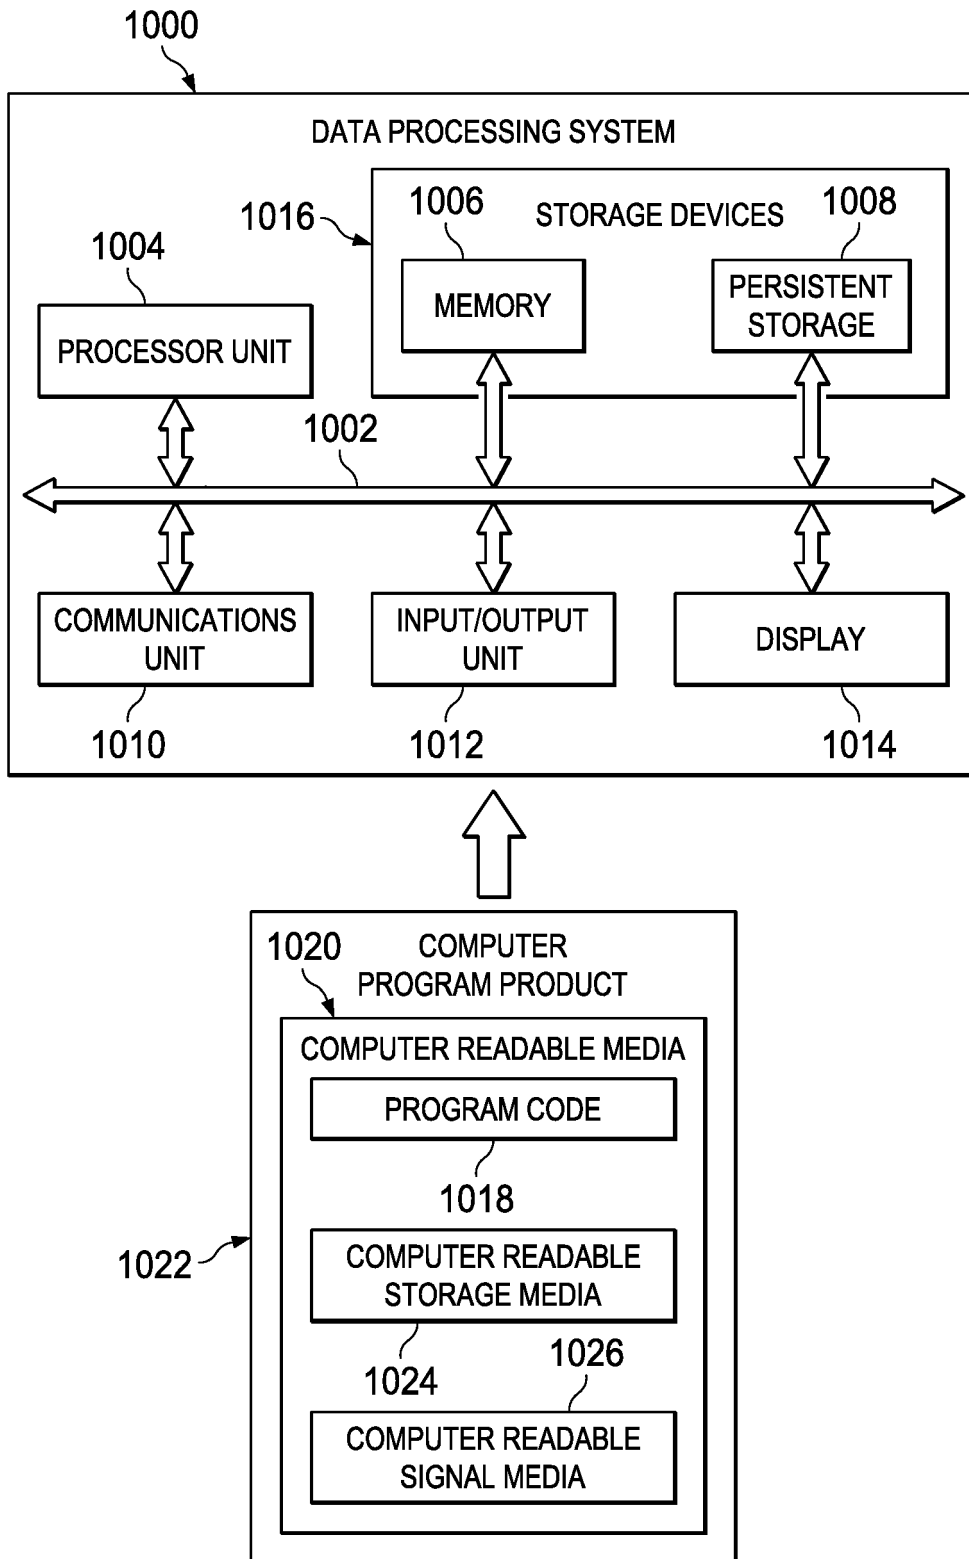 1000
DATA PROCESSING SYSTEM
1016
1006
STORAGE DEVICES
1008
1004
MEMORY
PERSISTENT
STORAGE
PROCESSOR UNIT
1002
COMMUNICATIONS
UNIT
INPUT/OUTPUT
UNIT
DISPLAY
1010
1012
1014
1020
COMPUTER
PROGRAM PRODUCT
COMPUTER READABLE MEDIA
PROGRAM CODE
1018
1022
COMPUTER READABLE
STORAGE MEDIA
1024
1026
COMPUTER READABLE
SIGNAL MEDIA